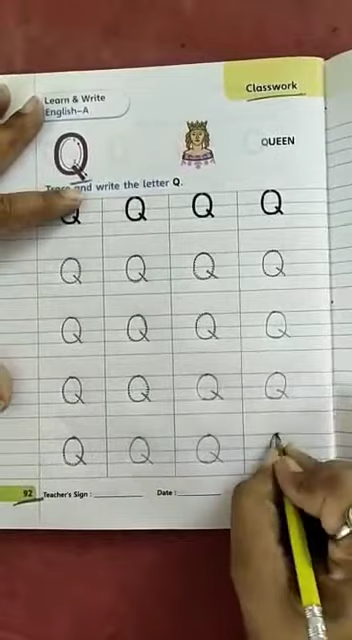 Learn & Write
English–A
Classwork
Q
QUEEN
Trace and write the letter Q.
Q Q Q Q
Q Q Q Q
Q Q Q Q
Q Q Q Q
Q Q Q
92 Teacher's Sign : Date :